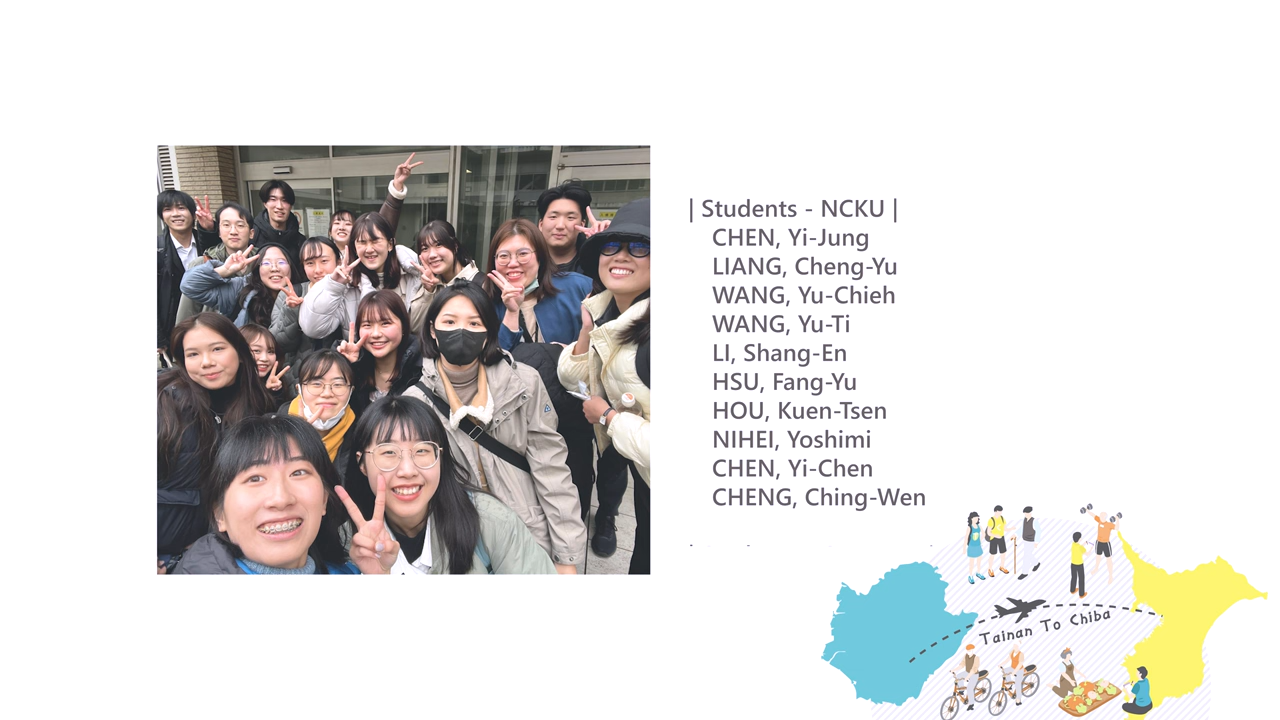 | Students - NCKU |
CHEN, Yi-Jung
LIANG, Cheng-Yu
WANG, Yu-Chieh
WANG, Yu-Ti
LI, Shang-En
HSU, Fang-Yu
HOU, Kuen-Tsen
NIHEI, Yoshimi
CHEN, Yi-Chen
CHENG, Ching-Wen
Tainan To Chiba